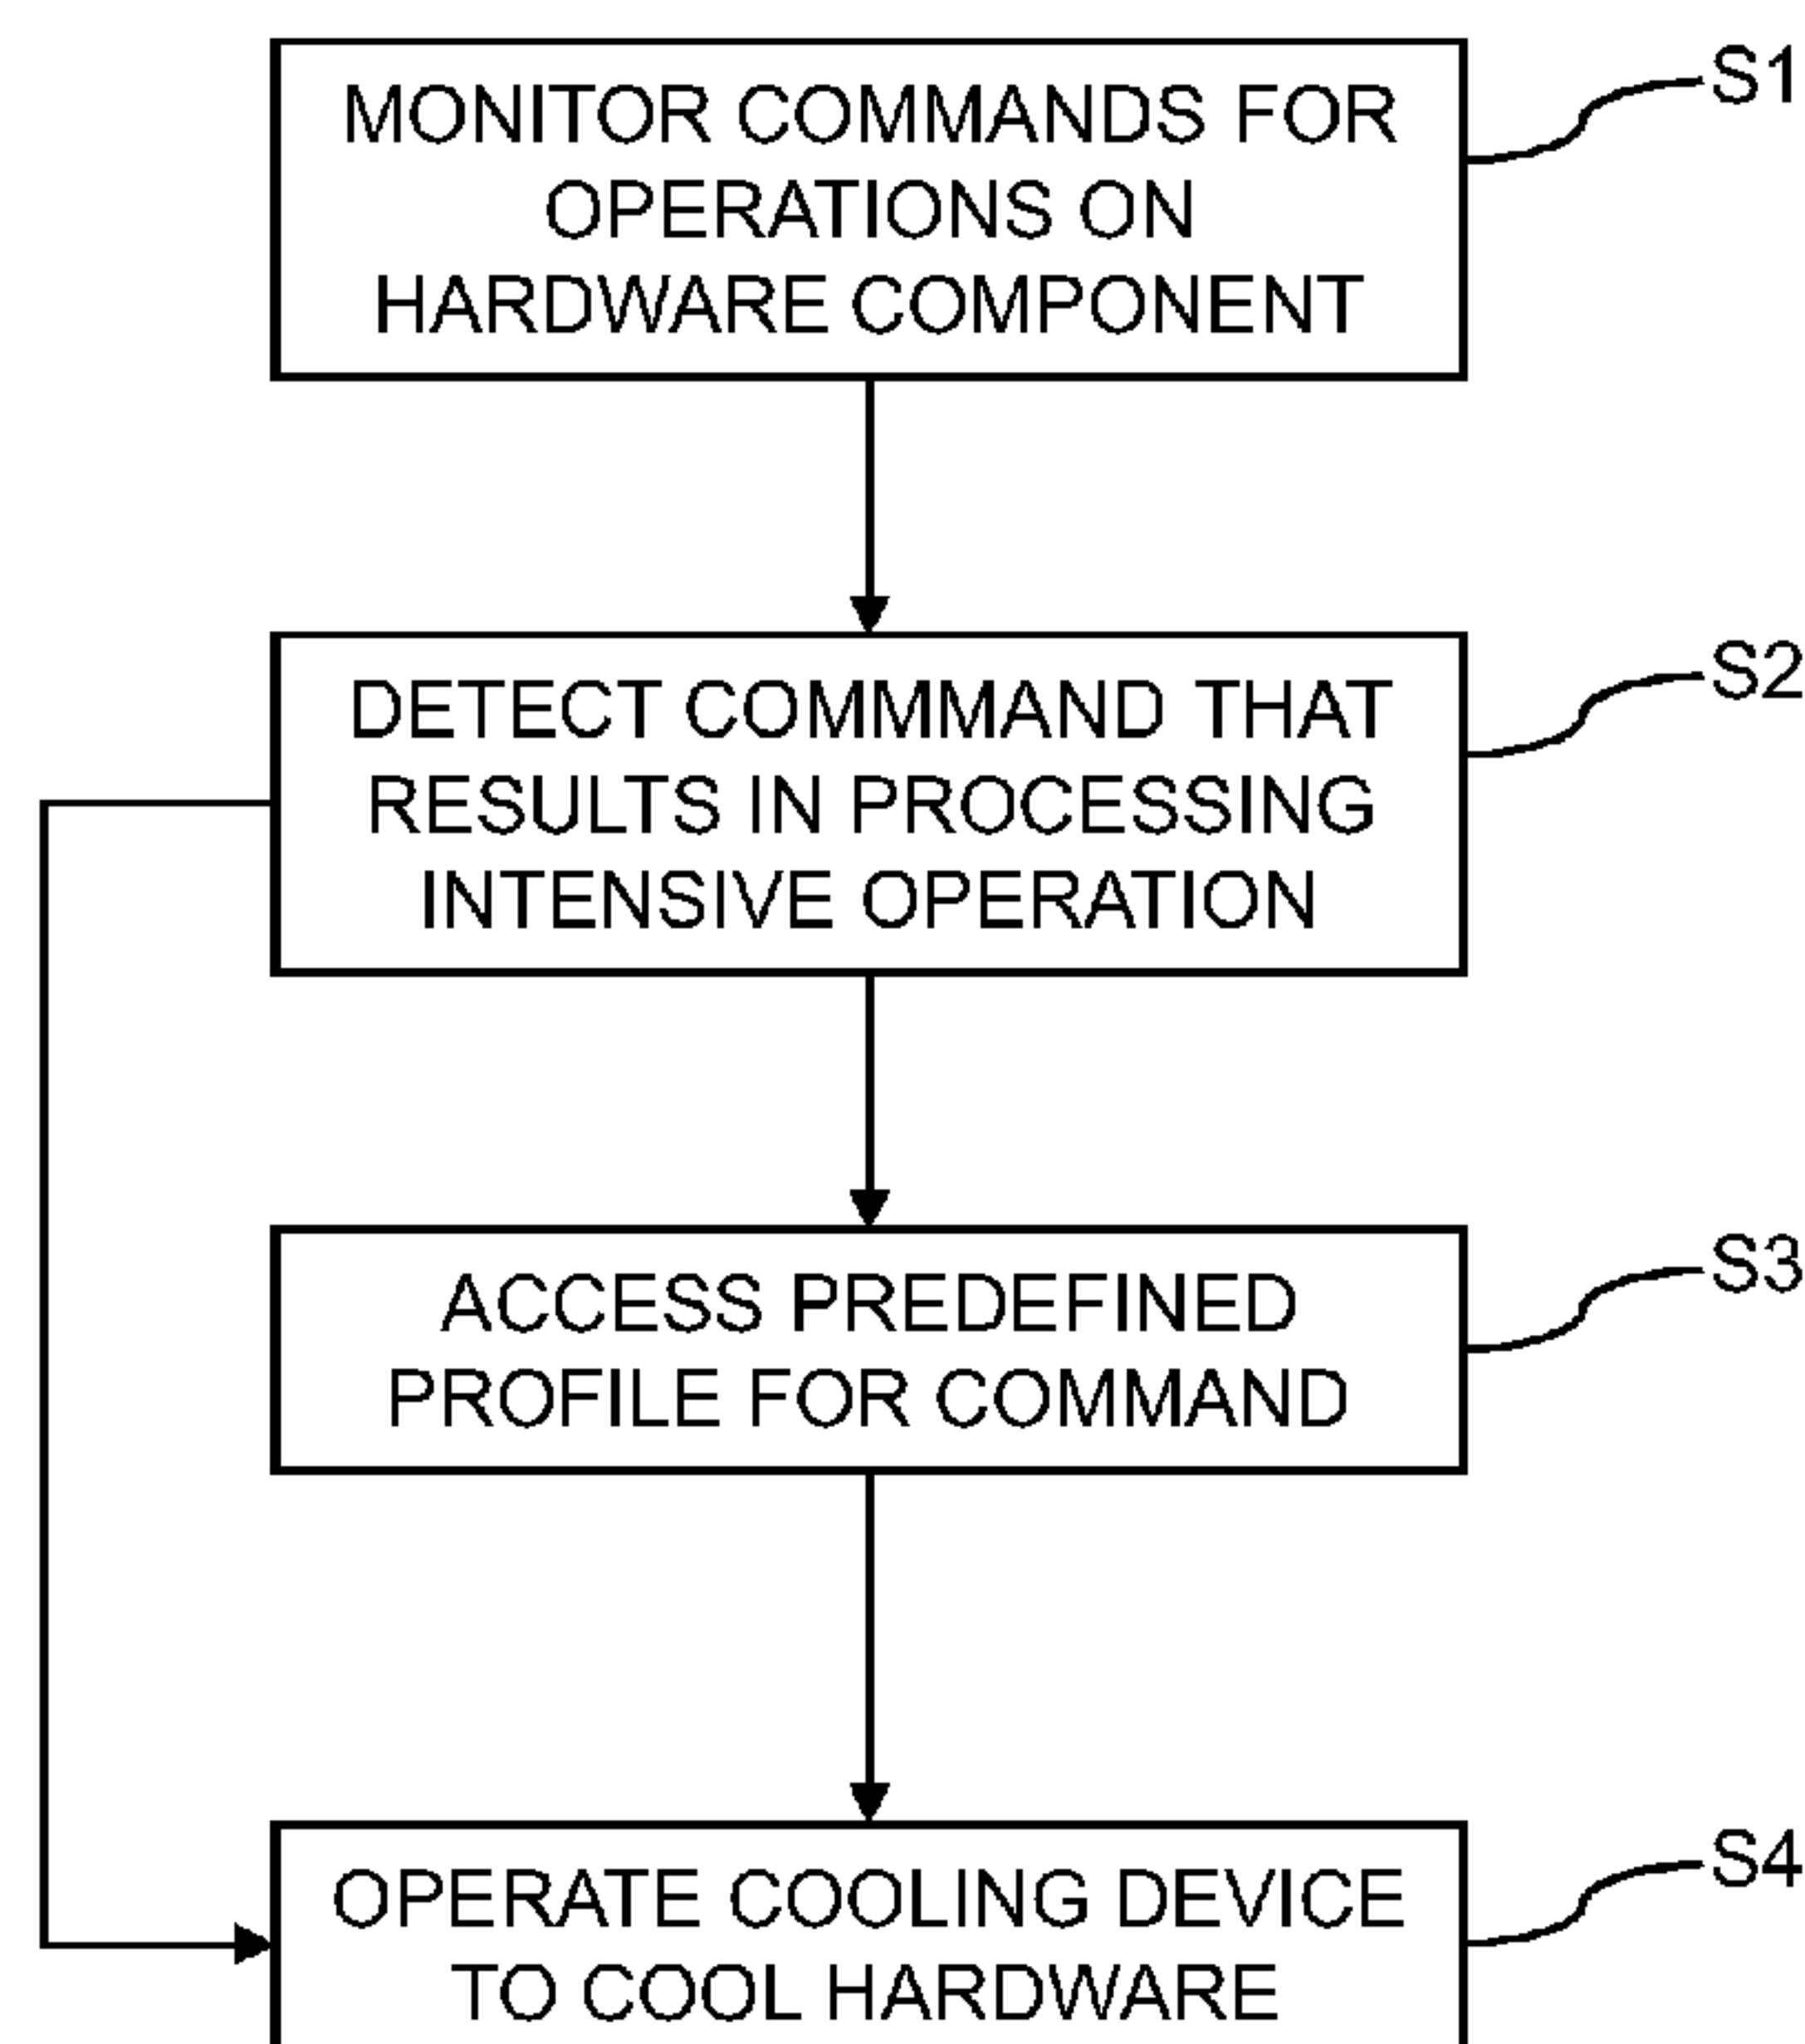 MONITOR COMMANDS FOR
OPERATIONS ON
HARDWARE COMPONENT
S1
DETECT COMMMAND THAT
RESULTS IN PROCESSING
INTENSIVE OPERATION
S2
ACCESS PREDEFINED
PROFILE FOR COMMAND
S3
OPERATE COOLING DEVICE
TO COOL HARDWARE
S4